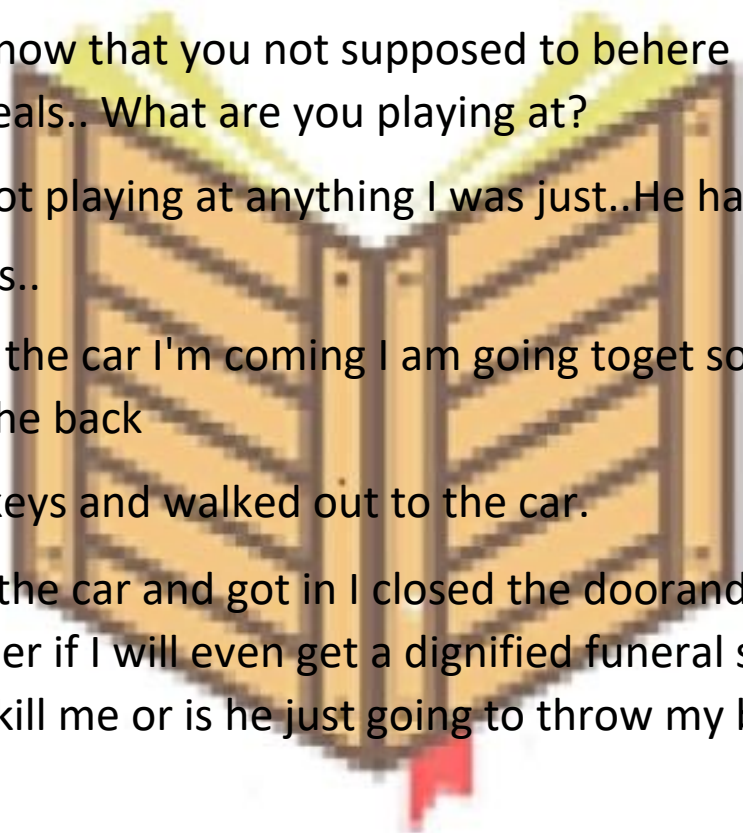 now that you not supposed to behere
eals.. What are you playing at?
ot playing at anything I was just..He ha
s..
the car I'm coming I am going toget so
he back
keys and walked out to the car.
the car and got in I closed the doorand
er if I will even get a dignified funeral s
kill me or is he just going to throw my b